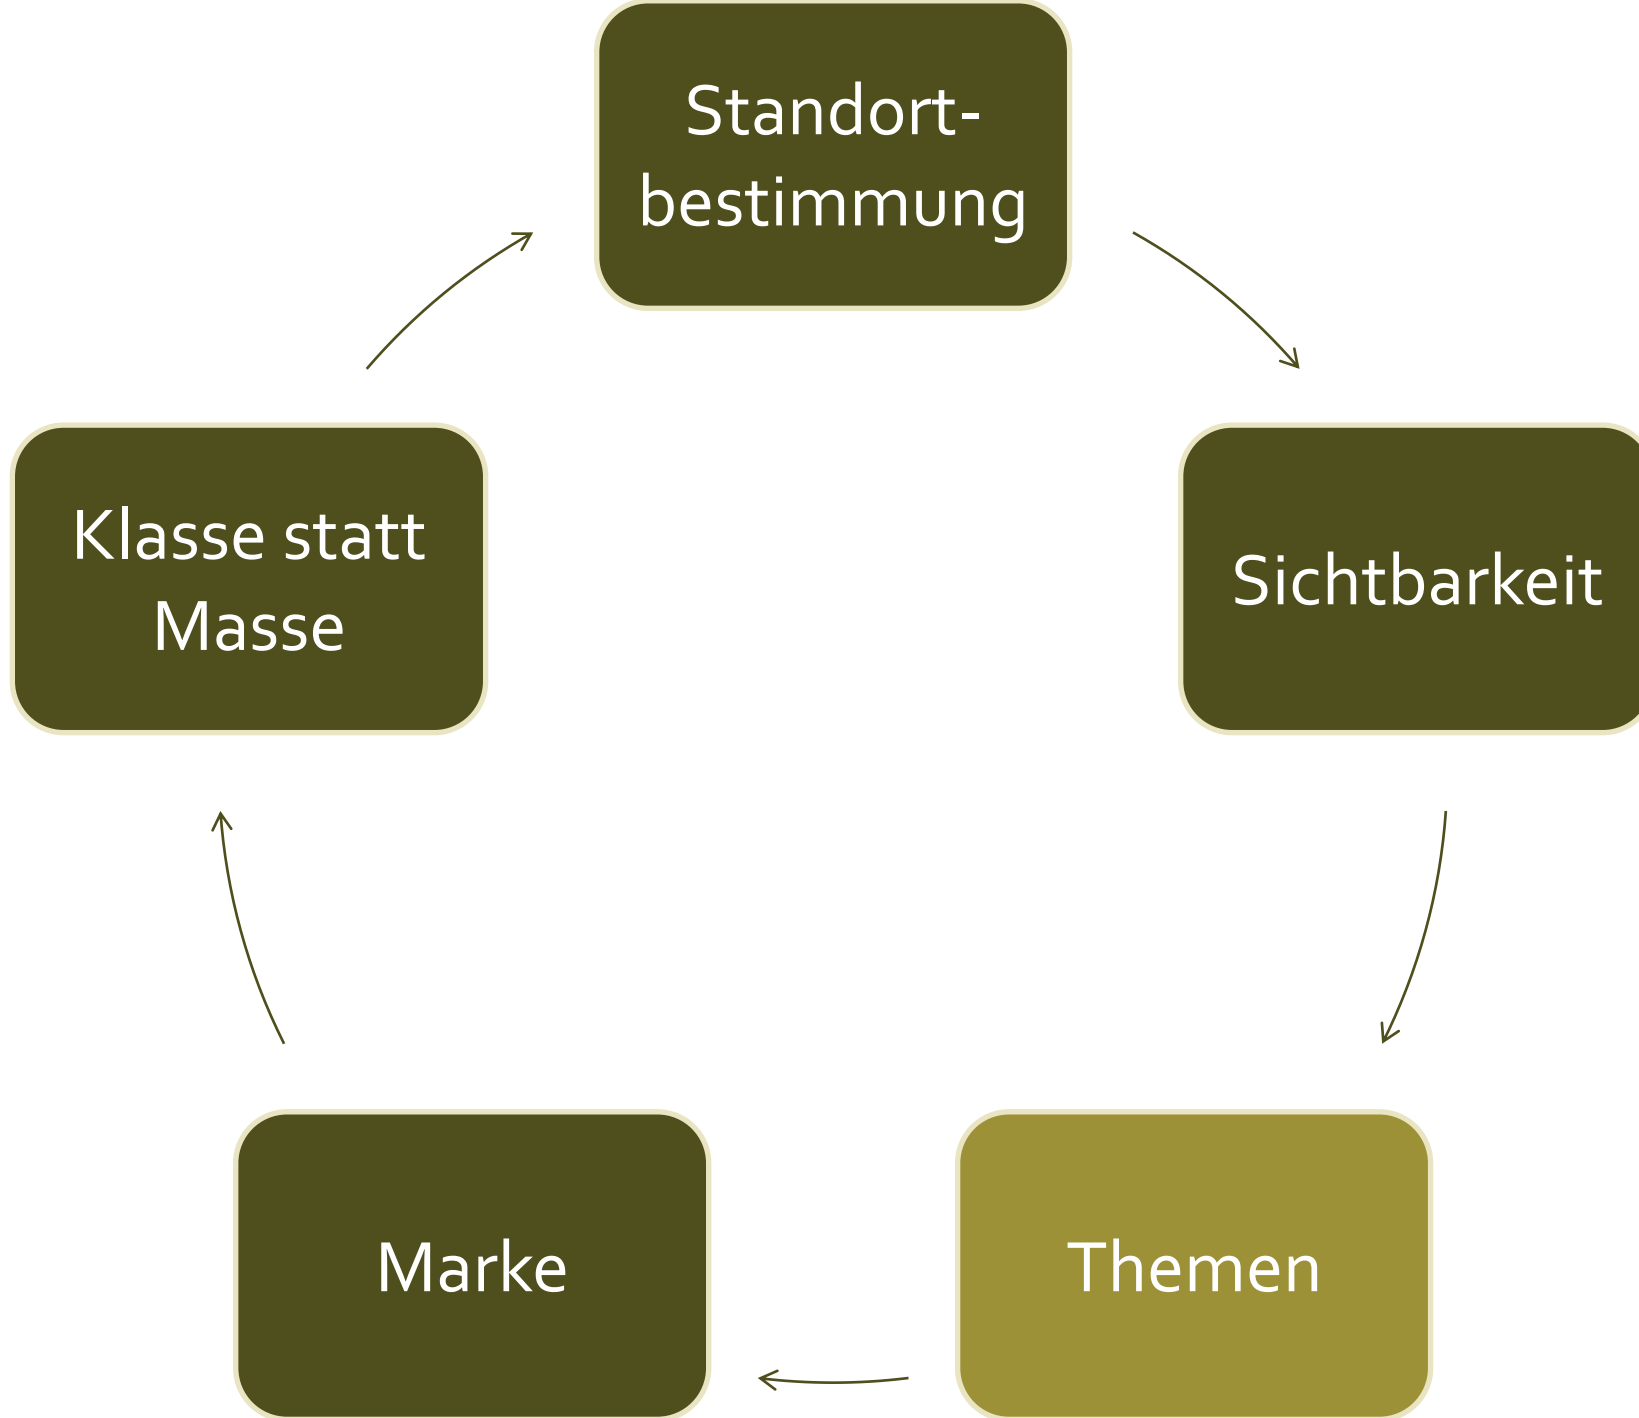 Standort-
bestimmung
Sichtbarkeit
Themen
Marke
Klasse statt
Masse